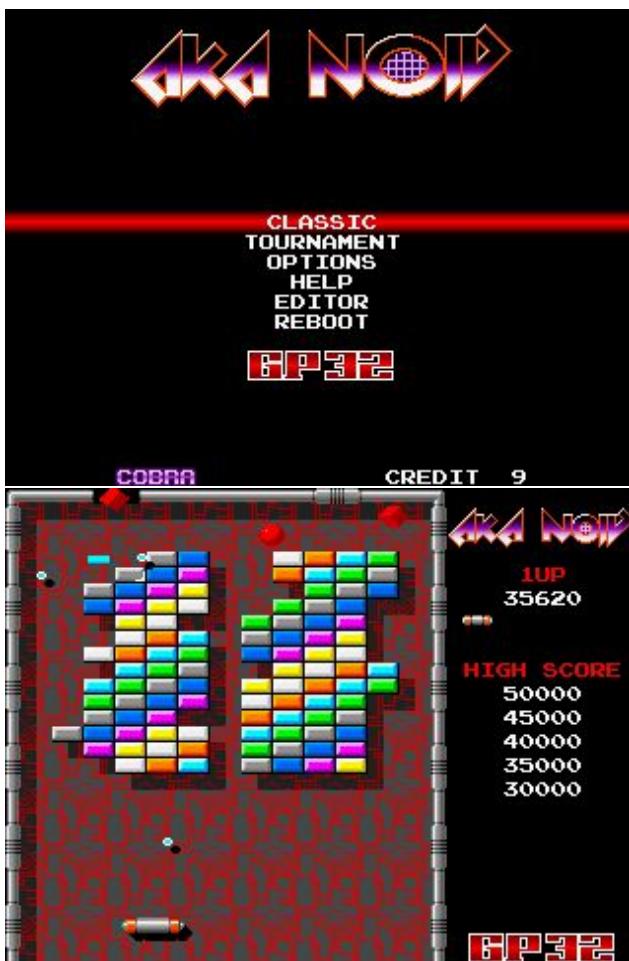 AKA NOID
CLASSIC
TOURNAMENT
OPTIONS
HELP
EDITOR
REBOOT
GP32
COBRA CREDIT 9
AKA NOID
1UP
35620
HIGH SCORE
50000
45000
40000
35000
30000
GP32